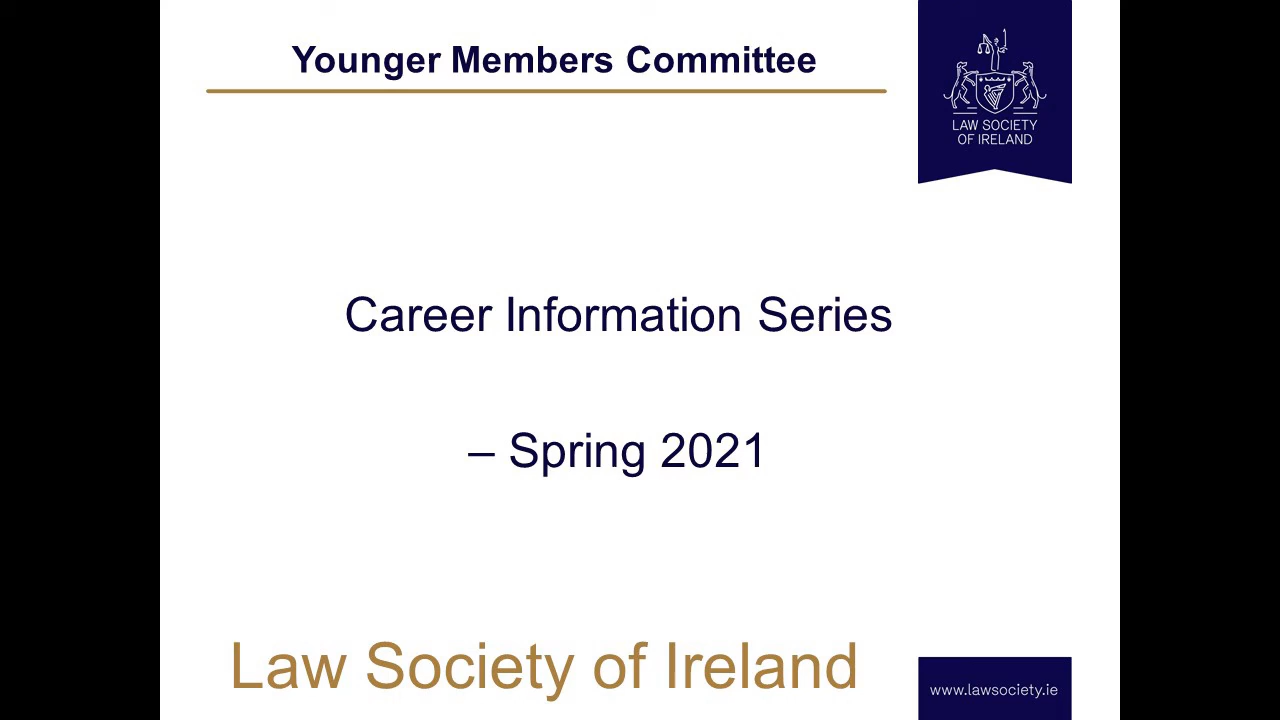 Younger Members Committee
LAW SOCIETY
OF IRELAND
Career Information Series
– Spring 2021
Law Society of Ireland
www.lawsociety.ie